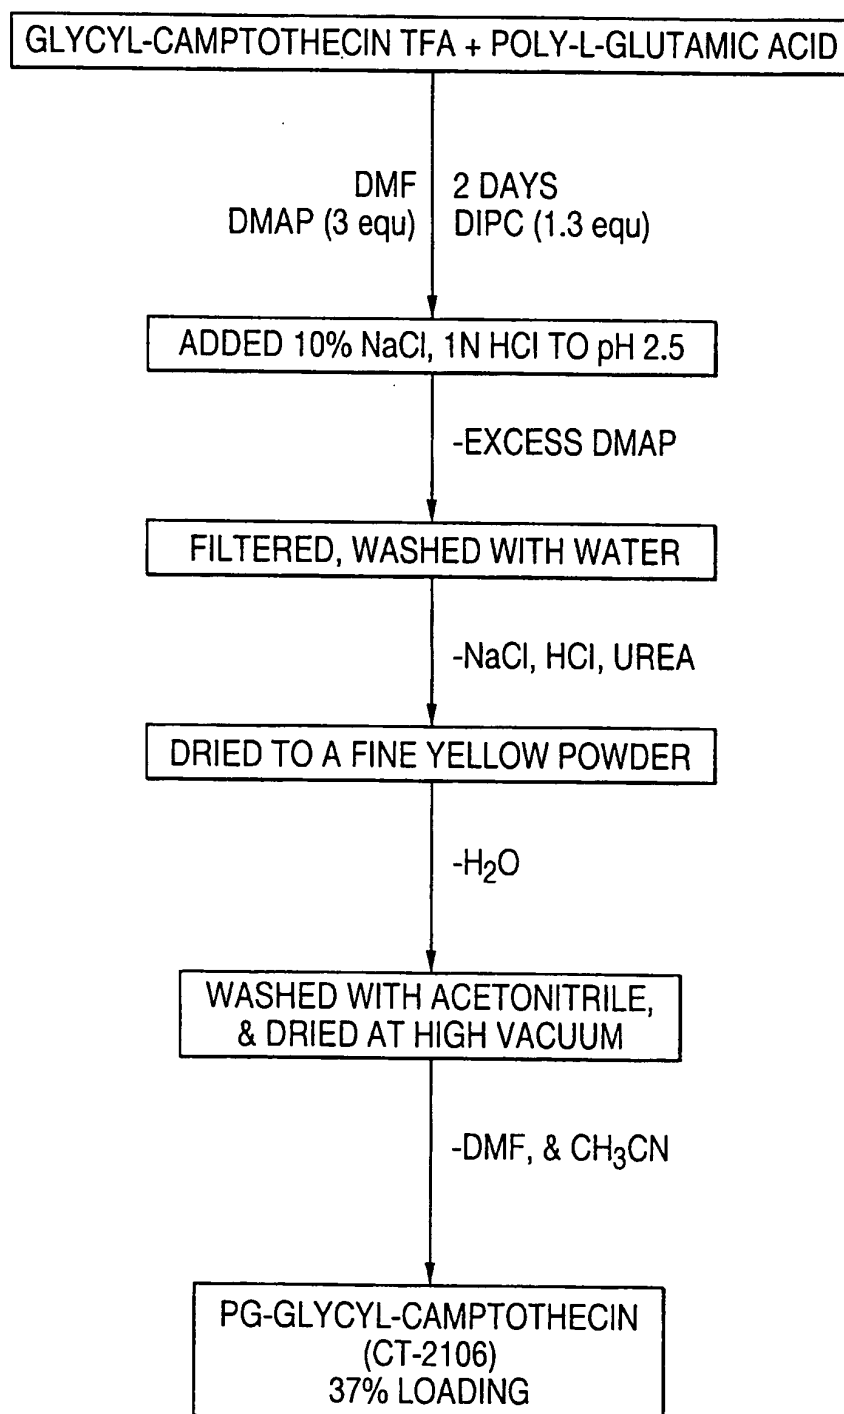 GLYCYL-CAMPTOTHECIN TFA + POLY-L-GLUTAMIC ACID
DMF 2 DAYS
DMAP (3 equ) DIPC (1.3 equ)
ADDED 10% NaCl, 1N HCl TO pH 2.5
-EXCESS DMAP
FILTERED, WASHED WITH WATER
-NaCl, HCl, UREA
DRIED TO A FINE YELLOW POWDER
-H₂O
WASHED WITH ACETONITRILE,
& DRIED AT HIGH VACUUM
-DMF, & CH₃CN
PG-GLYCYL-CAMPTOTHECIN
(CT-2106)
37% LOADING